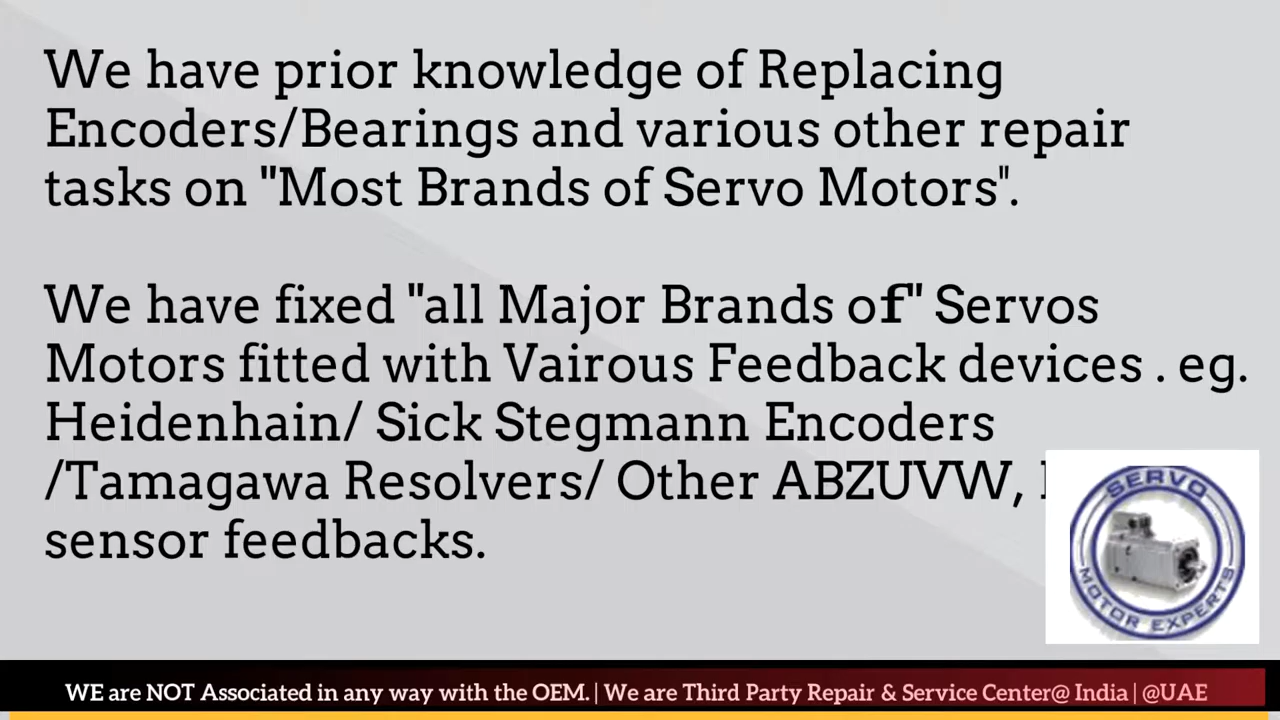 We have prior knowledge of Replacing
Encoders/Bearings and various other repair
tasks on "Most Brands of Servo Motors".
We have fixed "all Major Brands of" Servos
Motors fitted with Vairous Feedback devices . eg.
Heidenhain/ Sick Stegmann Encoders
/Tamagawa Resolvers/ Other ABZUVW,
sensor feedbacks.
SERVO
MOTOR EXPERTS
WE are NOT Associated in any way with the OEM. | We are Third Party Repair & Service Center@ India | @UAE